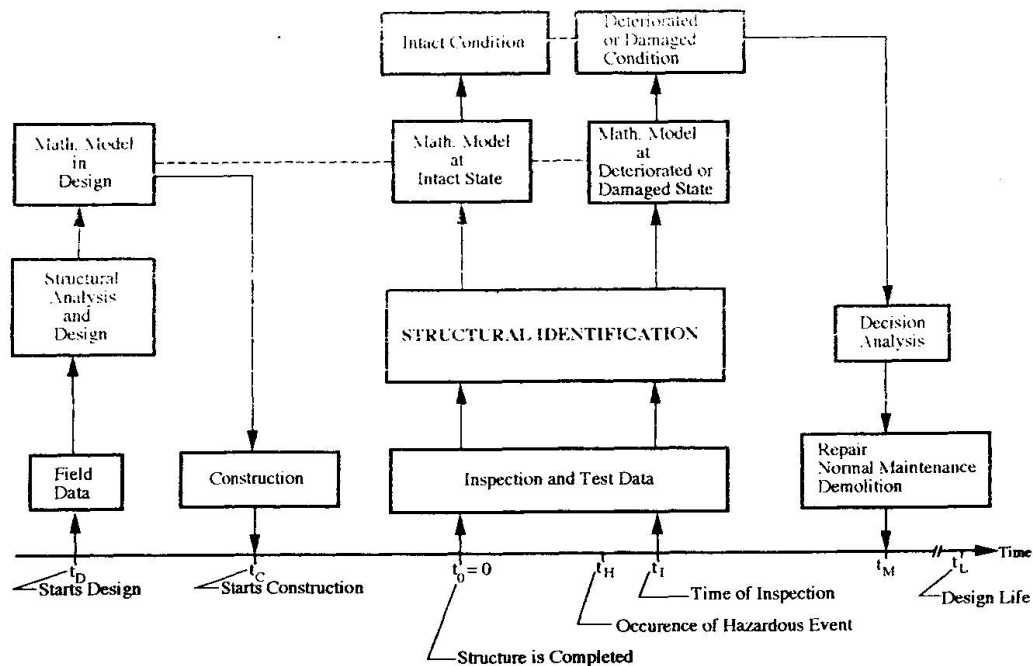 Intact Condition
Deteriorated
or Damaged
Condition
Math. Model
in
Design
Math. Model
at
Intact State
Math. Model
at
Deteriorated or
Damaged State
Structural
Analysis
and
Design
STRUCTURAL IDENTIFICATION
Decision
Analysis
Field
Data
Construction
Inspection and Test Data
Repair
Normal Maintenance
Demolition
Time
t_D
t_C
t_0 = 0
t_H
t_I
t_M
t_L
Starts Design
Starts Construction
Time of Inspection
Design Life
Occurence of Hazardous Event
Structure is Completed